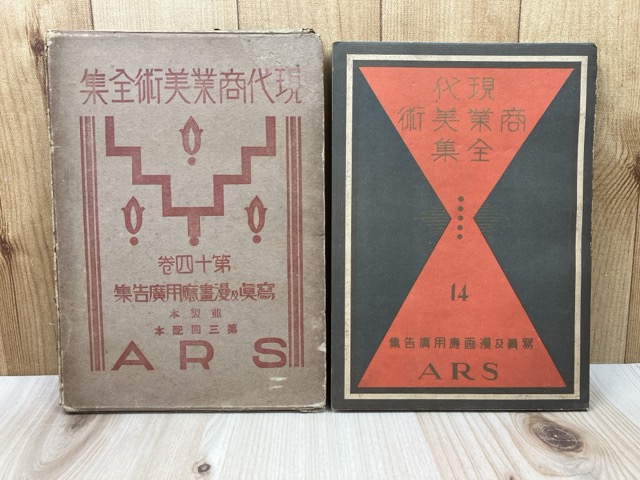 現代商業美術全集
第十四卷
寫眞及漫畫應用廣告集
並製本
第三回配本
ARS
現代
商業美術
全集
14
寫眞及漫画應用廣告集
ARS